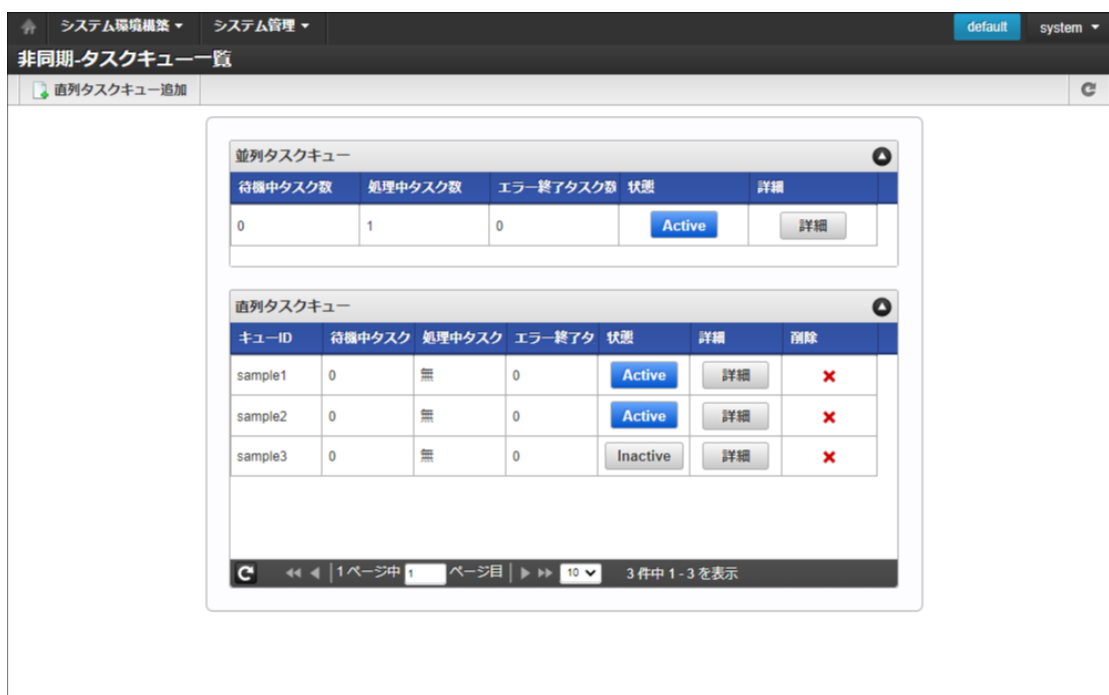 システム環境構築 システム管理 default system
非同期-タスクキュー一覧
直列タスクキュー追加
並列タスクキュー
待機中タスク数 処理中タスク数 エラー終了タスク数 状態 詳細
0 1 0 Active 詳細
直列タスクキュー
キューID 待機中タスク 処理中タスク エラー終了タ 状態 詳細 削除
sample1 0 無 0 Active 詳細
sample2 0 無 0 Active 詳細
sample3 0 無 0 Inactive 詳細
1 ページ中 1 ページ目 10 3 件中 1 - 3 を表示